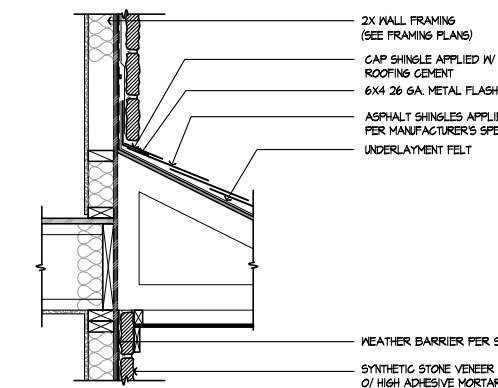 2X WALL FRAMING
(SEE FRAMING PLANS)
CAP SHINGLE APPLIED W/
ROOFING CEMENT
6X4 26 GA. METAL FLASH
ASPHALT SHINGLES APPLIE
PER MANUFACTURER'S SPE
UNDERLAYMENT FELT
WEATHER BARRIER PER S
SYNTHETIC STONE VENEER
O/ HIGH ADHESIVE MORTAR